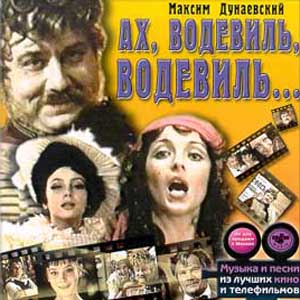 Максим Дунаевский
АХ, ВОДЕВИЛЬ,
ВОДЕВИЛЬ...
Музыка и песни
из лучших кино
и телефильмов